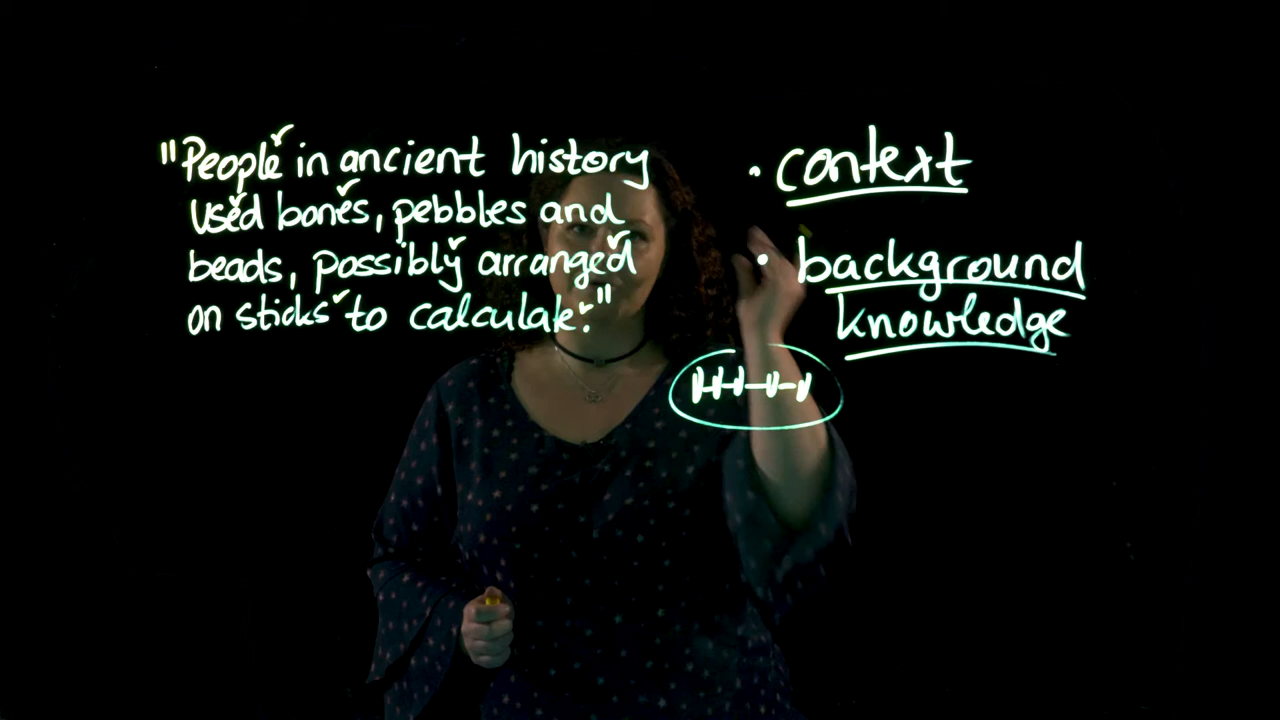 "People in ancient history
used bones, pebbles and
beads, possibly arranged
on sticks to calculate."
• context
• background
knowledge